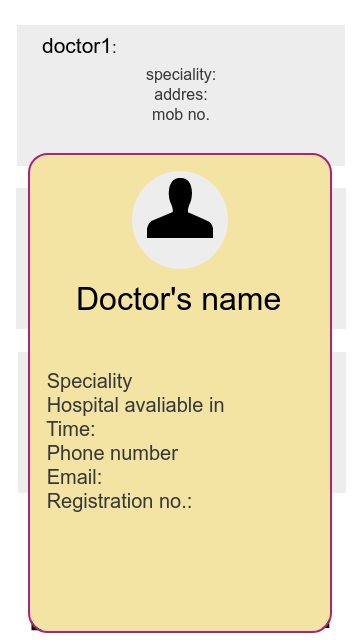 doctor1:
speciality:
addres:
mob no.
Doctor's name
Speciality
Hospital avaliable in
Time:
Phone number
Email:
Registration no.: